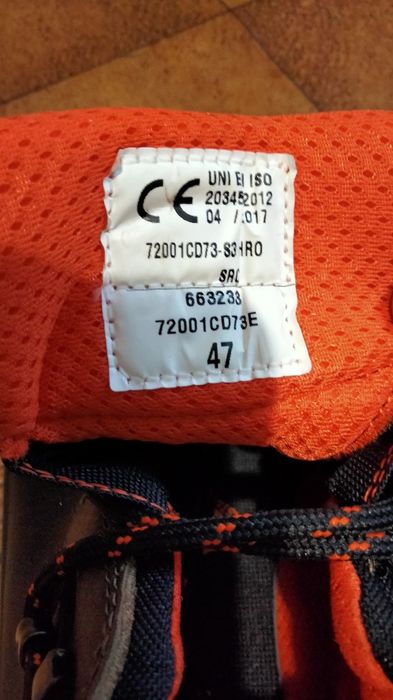 CE
UNI EN ISO
20345:2012
04 /2017
72001CD73-S3HRO
SRC
663233
72001CD73E
47